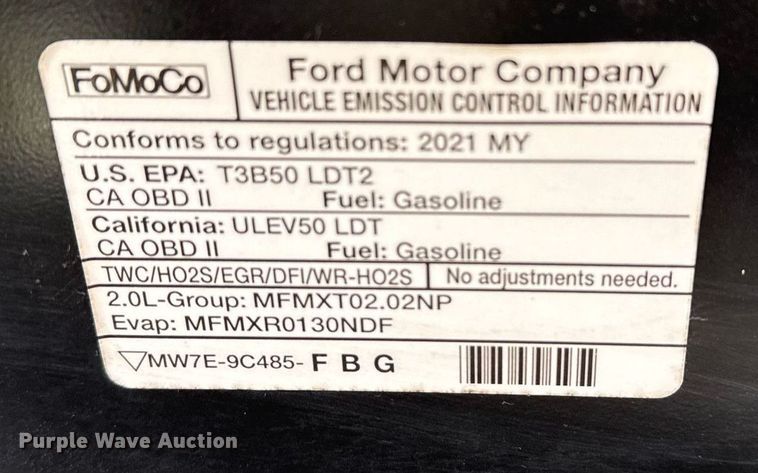 FoMoCo
Ford Motor Company
VEHICLE EMISSION CONTROL INFORMATION
Conforms to regulations: 2021 MY
U.S. EPA: T3B50 LDT2
CA OBD II Fuel: Gasoline
California: ULEV50 LDT
CA OBD II Fuel: Gasoline
TWC/HO2S/EGR/DFI/WR-HO2S No adjustments needed.
2.0L-Group: MFMXT02.02NP
Evap: MFMXR0130NDF
MW7E-9C485- F B G
Purple Wave Auction